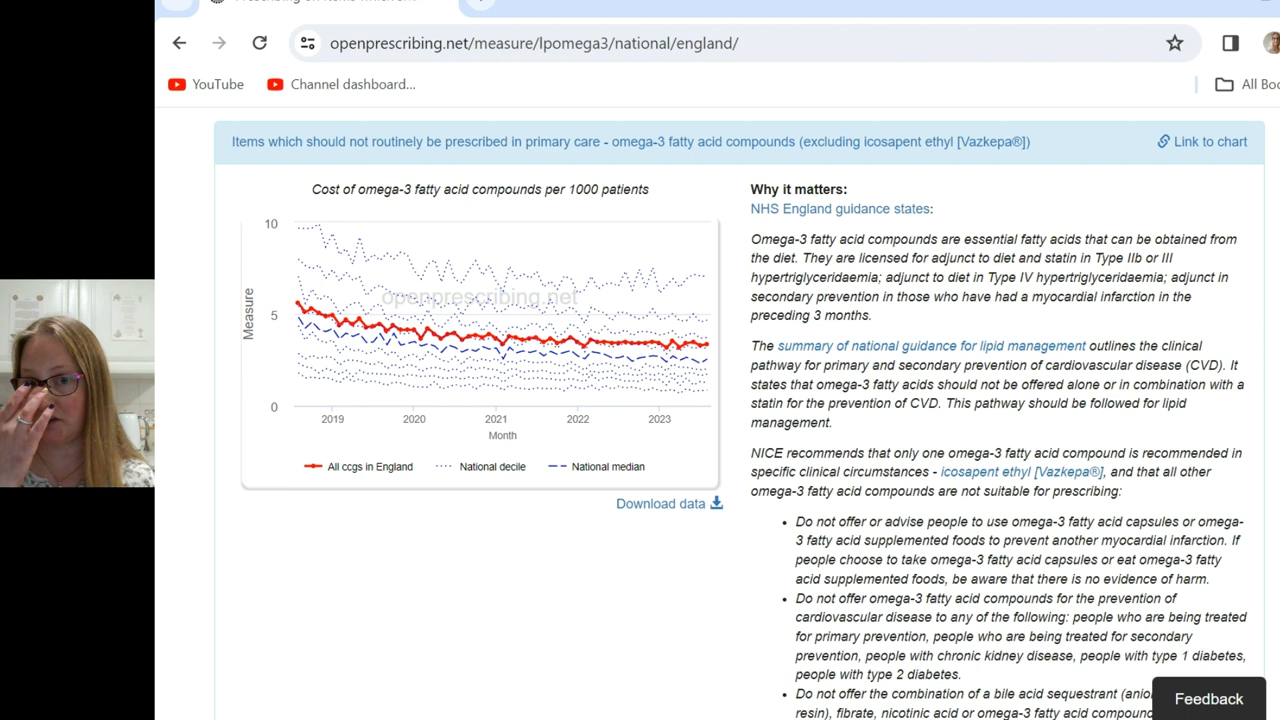 openprescribing.net/measure/lpomega3/national/england/
YouTube
Channel dashboard...
All Boo
Items which should not routinely be prescribed in primary care - omega-3 fatty acid compounds (excluding icosapent ethyl [Vazkepa®])
Link to chart
Cost of omega-3 fatty acid compounds per 1000 patients
10
5
0
Measure
openprescribing.net
2019 2020 2021 2022 2023
Month
All ccgs in England National decile National median
Download data
Why it matters:
NHS England guidance states:
Omega-3 fatty acid compounds are essential fatty acids that can be obtained from
the diet. They are licensed for adjunct to diet and statin in Type IIb or III
hypertriglyceridaemia; adjunct to diet in Type IV hypertriglyceridaemia; adjunct in
secondary prevention in those who have had a myocardial infarction in the
preceding 3 months.
The summary of national guidance for lipid management outlines the clinical
pathway for primary and secondary prevention of cardiovascular disease (CVD). It
states that omega-3 fatty acids should not be offered alone or in combination with a
statin for the prevention of CVD. This pathway should be followed for lipid
management.
NICE recommends that only one omega-3 fatty acid compound is recommended in
specific clinical circumstances - icosapent ethyl [Vazkepa®], and that all other
omega-3 fatty acid compounds are not suitable for prescribing:
• Do not offer or advise people to use omega-3 fatty acid capsules or omega-
3 fatty acid supplemented foods to prevent another myocardial infarction. If
people choose to take omega-3 fatty acid capsules or eat omega-3 fatty
acid supplemented foods, be aware that there is no evidence of harm.
• Do not offer omega-3 fatty acid compounds for the prevention of
cardiovascular disease to any of the following: people who are being treated
for primary prevention, people who are being treated for secondary
prevention, people with chronic kidney disease, people with type 1 diabetes,
people with type 2 diabetes.
• Do not offer the combination of a bile acid sequestrant (anio
resin), fibrate, nicotinic acid or omega-3 fatty acid compound
Feedback